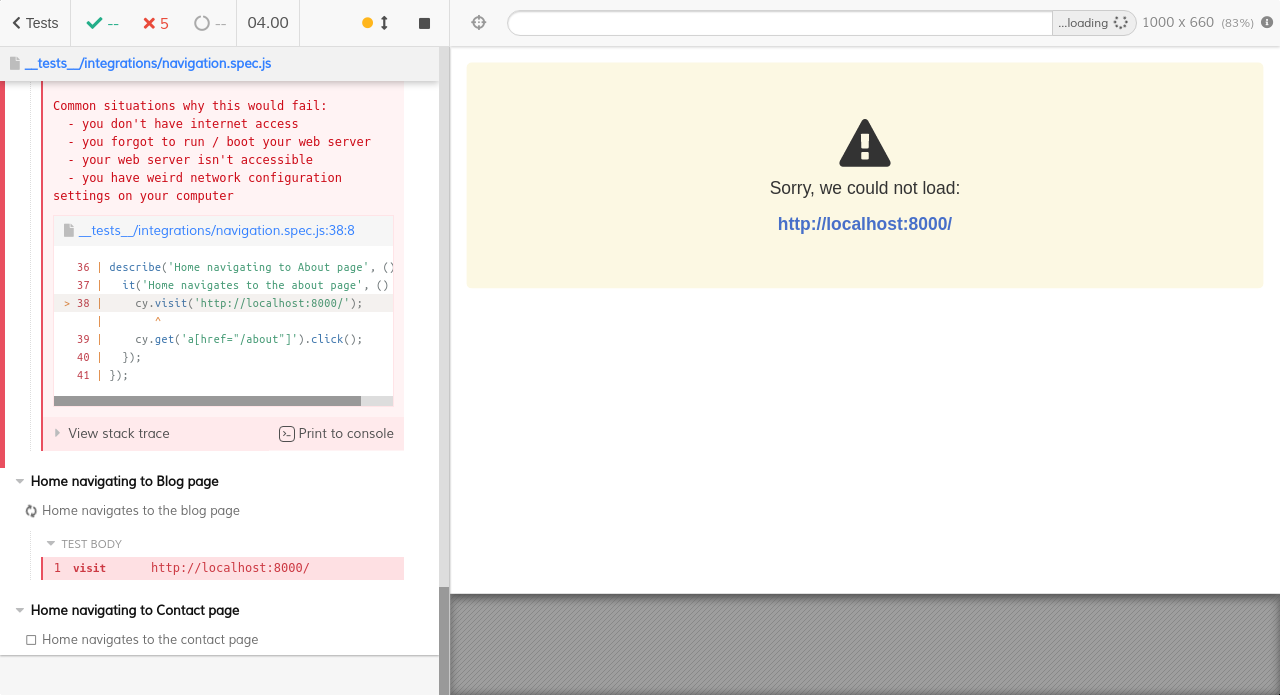 Tests
--
5
--
04.00
...loading
1000 x 660 (83%)
__tests__/integrations/navigation.spec.js
Common situations why this would fail:
- you don't have internet access
- you forgot to run / boot your web server
- your web server isn't accessible
- you have weird network configuration
settings on your computer
__tests__/integrations/navigation.spec.js:38:8
36 | describe('Home navigating to About page', ()
37 |   it('Home navigates to the about page', ()
> 38 |     cy.visit('http://localhost:8000/');
|        ^
39 |     cy.get('a[href="/about"]').click();
40 |   });
41 | });
View stack trace
Print to console
Home navigating to Blog page
Home navigates to the blog page
TEST BODY
1 visit http://localhost:8000/
Home navigating to Contact page
Home navigates to the contact page
Sorry, we could not load:
http://localhost:8000/